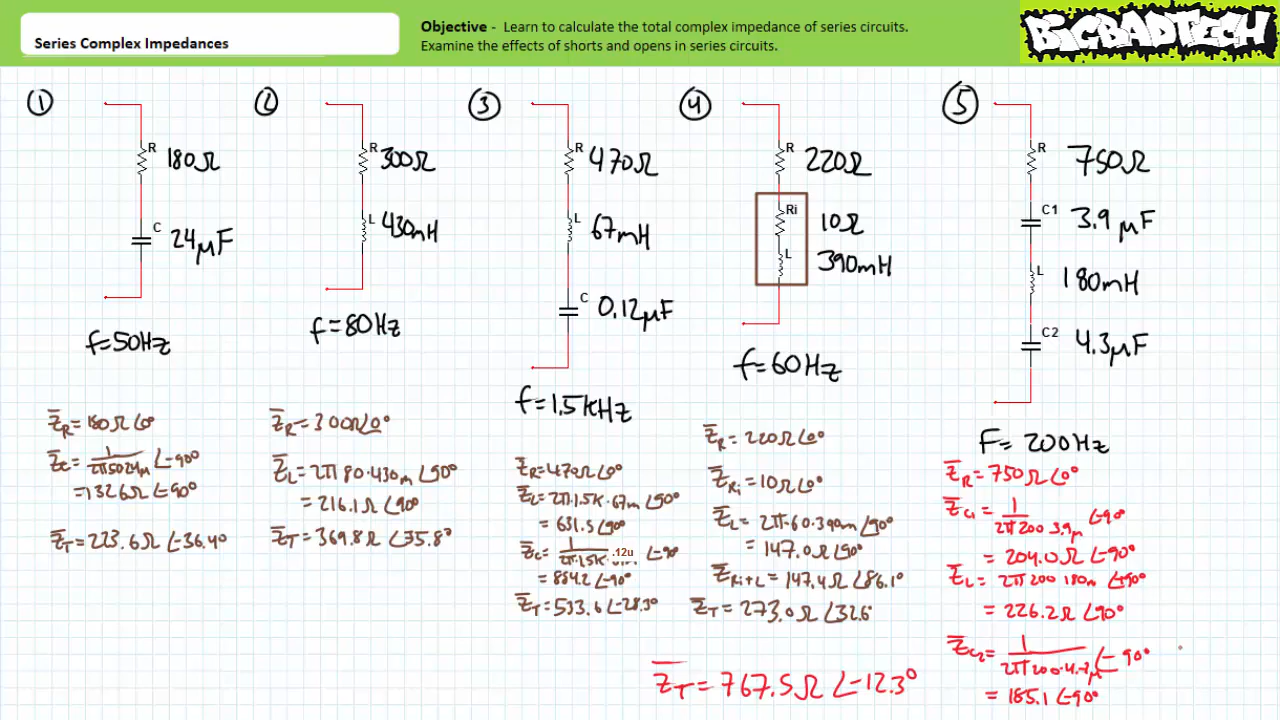 Series Complex Impedances
Objective - Learn to calculate the total complex impedance of series circuits.
Examine the effects of shorts and opens in series circuits.
BIGBADTECH
①
R 180Ω
C 24μF
f=50Hz
Z̅R=180Ω∠0°
Z̅C=1/(2π5024μ) ∠-90°
=132.6Ω∠-90°
Z̅T=223.6Ω∠-36.4°
②
R 300Ω
L 430mH
f=80Hz
Z̅R=300Ω∠0°
Z̅L=2π80·430m ∠90°
=216.1Ω∠90°
Z̅T=369.8Ω∠35.8°
③
R 470Ω
L 67mH
C 0.12μF
f=1.5KHz
Z̅R=470Ω∠0°
Z̅L=2π·1.5K·67m ∠90°
=631.5∠90°
Z̅C=1/(2π·1.5K·.12u) ∠-90°
=884.2∠-90°
Z̅T=533.6∠-28.3°
④
R 220Ω
Ri 10Ω
L 390mH
f=60Hz
Z̅R=220Ω∠0°
Z̅Ri=10Ω∠0°
Z̅L=2π·60·390m ∠90°
=147.0Ω∠90°
Z̅Ri+L=147.4Ω∠86.1°
Z̅T=273.0Ω∠32.6°
⑤
R 750Ω
C1 3.9μF
L 180mH
C2 4.3μF
F=200Hz
Z̅R=750Ω∠0°
Z̅C1=1/(2π200 3.9μ) ∠-90°
=204.0Ω∠-90°
Z̅L=2π200 180m ∠90°
=226.2Ω∠90°
Z̅C2=1/(2π200·4.3μ) ∠-90°
=185.1∠-90°
Z̅T=767.5Ω∠-12.3°